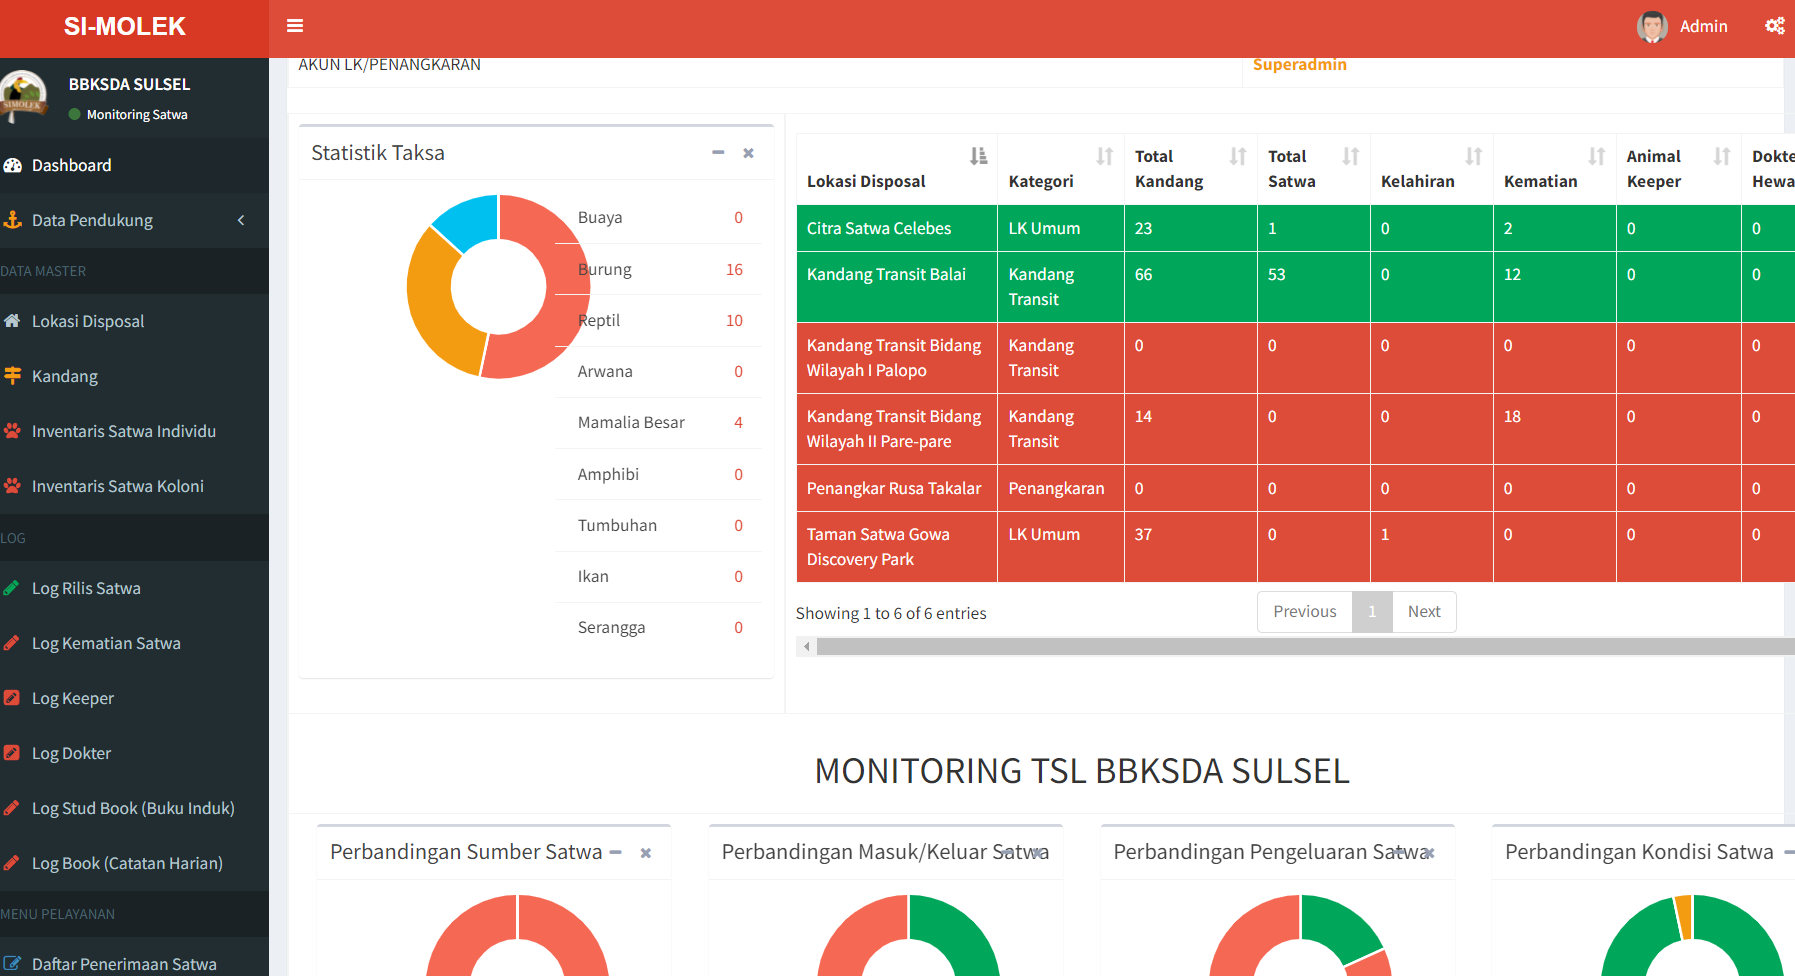 SI-MOLEK
Admin
BBKSDA SULSEL
Monitoring Satwa
SIMOLEK
Dashboard
Data Pendukung
DATA MASTER
Lokasi Disposal
Kandang
Inventaris Satwa Individu
Inventaris Satwa Koloni
LOG
Log Rilis Satwa
Log Kematian Satwa
Log Keeper
Log Dokter
Log Stud Book (Buku Induk)
Log Book (Catatan Harian)
MENU PELAYANAN
Daftar Penerimaan Satwa
AKUN LK/PENANGKARAN
Superadmin
Statistik Taksa
Buaya 0
Burung 16
Reptil 10
Arwana 0
Mamalia Besar 4
Amphibi 0
Tumbuhan 0
Ikan 0
Serangga 0
Lokasi Disposal Kategori Total Kandang Total Satwa Kelahiran Kematian Animal Keeper Dokte Hewa
Citra Satwa Celebes LK Umum 23 1 0 2 0 0
Kandang Transit Balai Kandang Transit 66 53 0 12 0 0
Kandang Transit Bidang Wilayah I Palopo Kandang Transit 0 0 0 0 0 0
Kandang Transit Bidang Wilayah II Pare-pare Kandang Transit 14 0 0 18 0 0
Penangkar Rusa Takalar Penangkaran 0 0 0 0 0 0
Taman Satwa Gowa Discovery Park LK Umum 37 0 1 0 0 0
Showing 1 to 6 of 6 entries
Previous 1 Next
MONITORING TSL BBKSDA SULSEL
Perbandingan Sumber Satwa
Perbandingan Masuk/Keluar Satwa
Perbandingan Pengeluaran Satwa
Perbandingan Kondisi Satwa